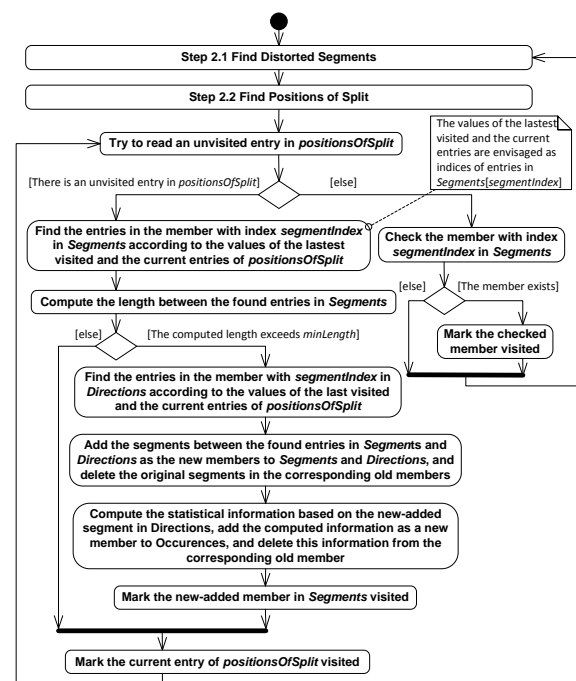 Step 2.1 Find Distorted Segments
Step 2.2 Find Positions of Split
Try to read an unvisited entry in positionsOfSplit
The values of the lastest
visited and the current
entries are envisaged as
indices of entries in
Segments[segmentIndex]
[There is an unvisited entry in positionsOfSplit]
[else]
Find the entries in the member with index segmentIndex
in Segments according to the values of the lastest
visited and the current entries of positionsOfSplit
Check the member with index
segmentIndex in Segments
Compute the length between the found entries in Segments
[else]
[The member exists]
Mark the checked
member visited
[else]
[The computed length exceeds minLength]
Find the entries in the member with segmentIndex in
Directions according to the values of the last visited
and the current entries of positionsOfSplit
Add the segments between the found entries in Segments and
Directions as the new members to Segments and Directions, and
delete the original segments in the corresponding old members
Compute the statistical information based on the new-added
segment in Directions, add the computed information as a new
member to Occurences, and delete this information from the
corresponding old member
Mark the new-added member in Segments visited
Mark the current entry of positionsOfSplit visited